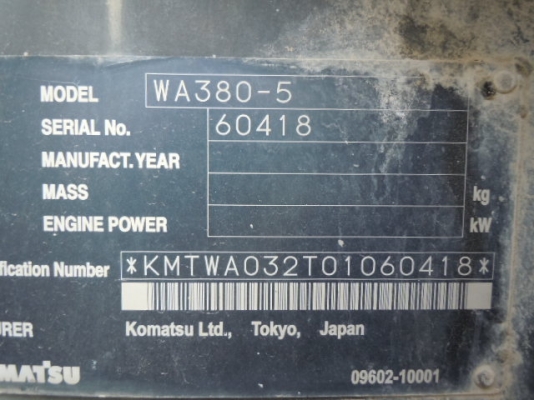 MODEL WA380-5
SERIAL No. 60418
MANUFACT. YEAR
MASS kg
ENGINE POWER kW
fication Number *KMTWA032T01060418*
URER Komatsu Ltd., Tokyo, Japan
MATSU 09602-10001